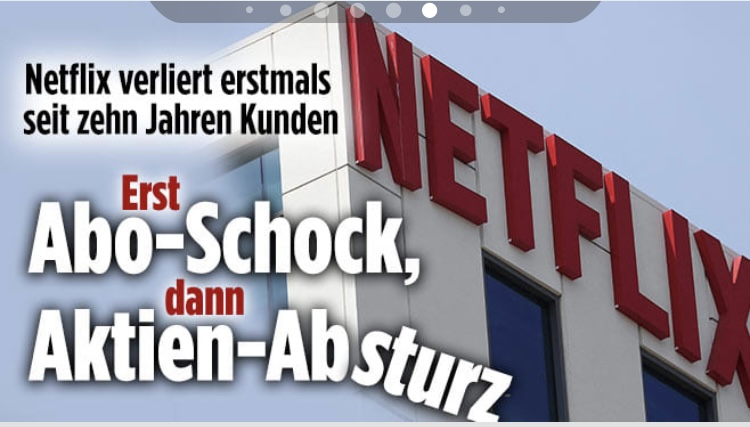 Netflix verliert erstmals
seit zehn Jahren Kunden
Erst
Abo-Schock,
dann
Aktien-Absturz
NETFLIX